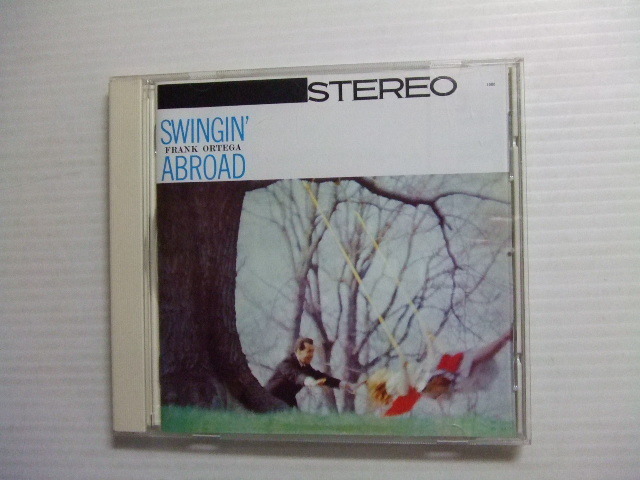 STEREO
SWINGIN'
FRANK ORTEGA
ABROAD